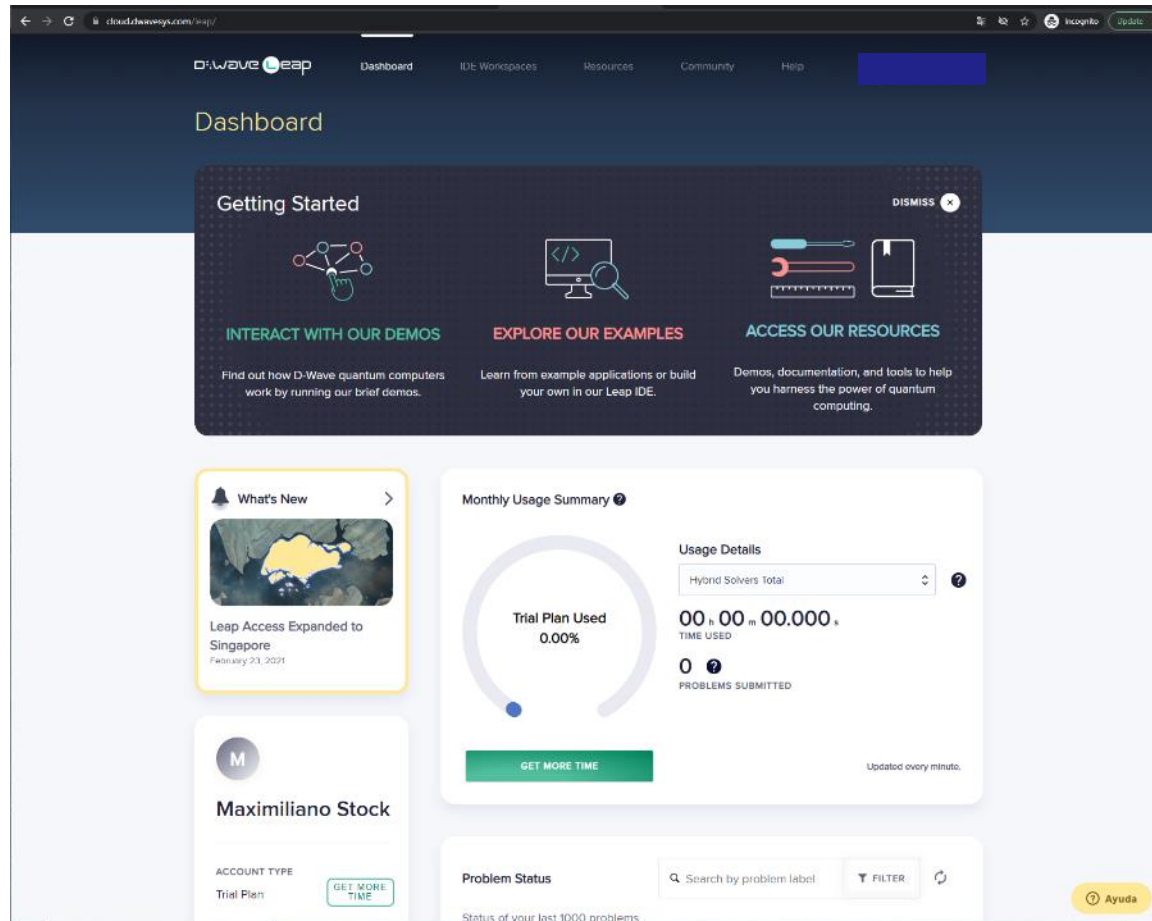 cloud.dwavesys.com/leap/
Incognito
Update
D:wave Leap
Dashboard
IDE Workspaces
Resources
Community
Help
Dashboard
Getting Started
DISMISS
INTERACT WITH OUR DEMOS
Find out how D-Wave quantum computers
work by running our brief demos.
EXPLORE OUR EXAMPLES
Learn from example applications or build
your own in our Leap IDE.
ACCESS OUR RESOURCES
Demos, documentation, and tools to help
you harness the power of quantum
computing.
What's New
Leap Access Expanded to
Singapore
February 23, 2021
Monthly Usage Summary
Trial Plan Used
0.00%
Usage Details
Hybrid Solvers Total
00 h 00 m 00.000 s
TIME USED
0
PROBLEMS SUBMITTED
GET MORE TIME
Updated every minute.
M
Maximiliano Stock
ACCOUNT TYPE
Trial Plan
GET MORE
TIME
Problem Status
Search by problem label
FILTER
Status of your last 1000 problems
Ayuda